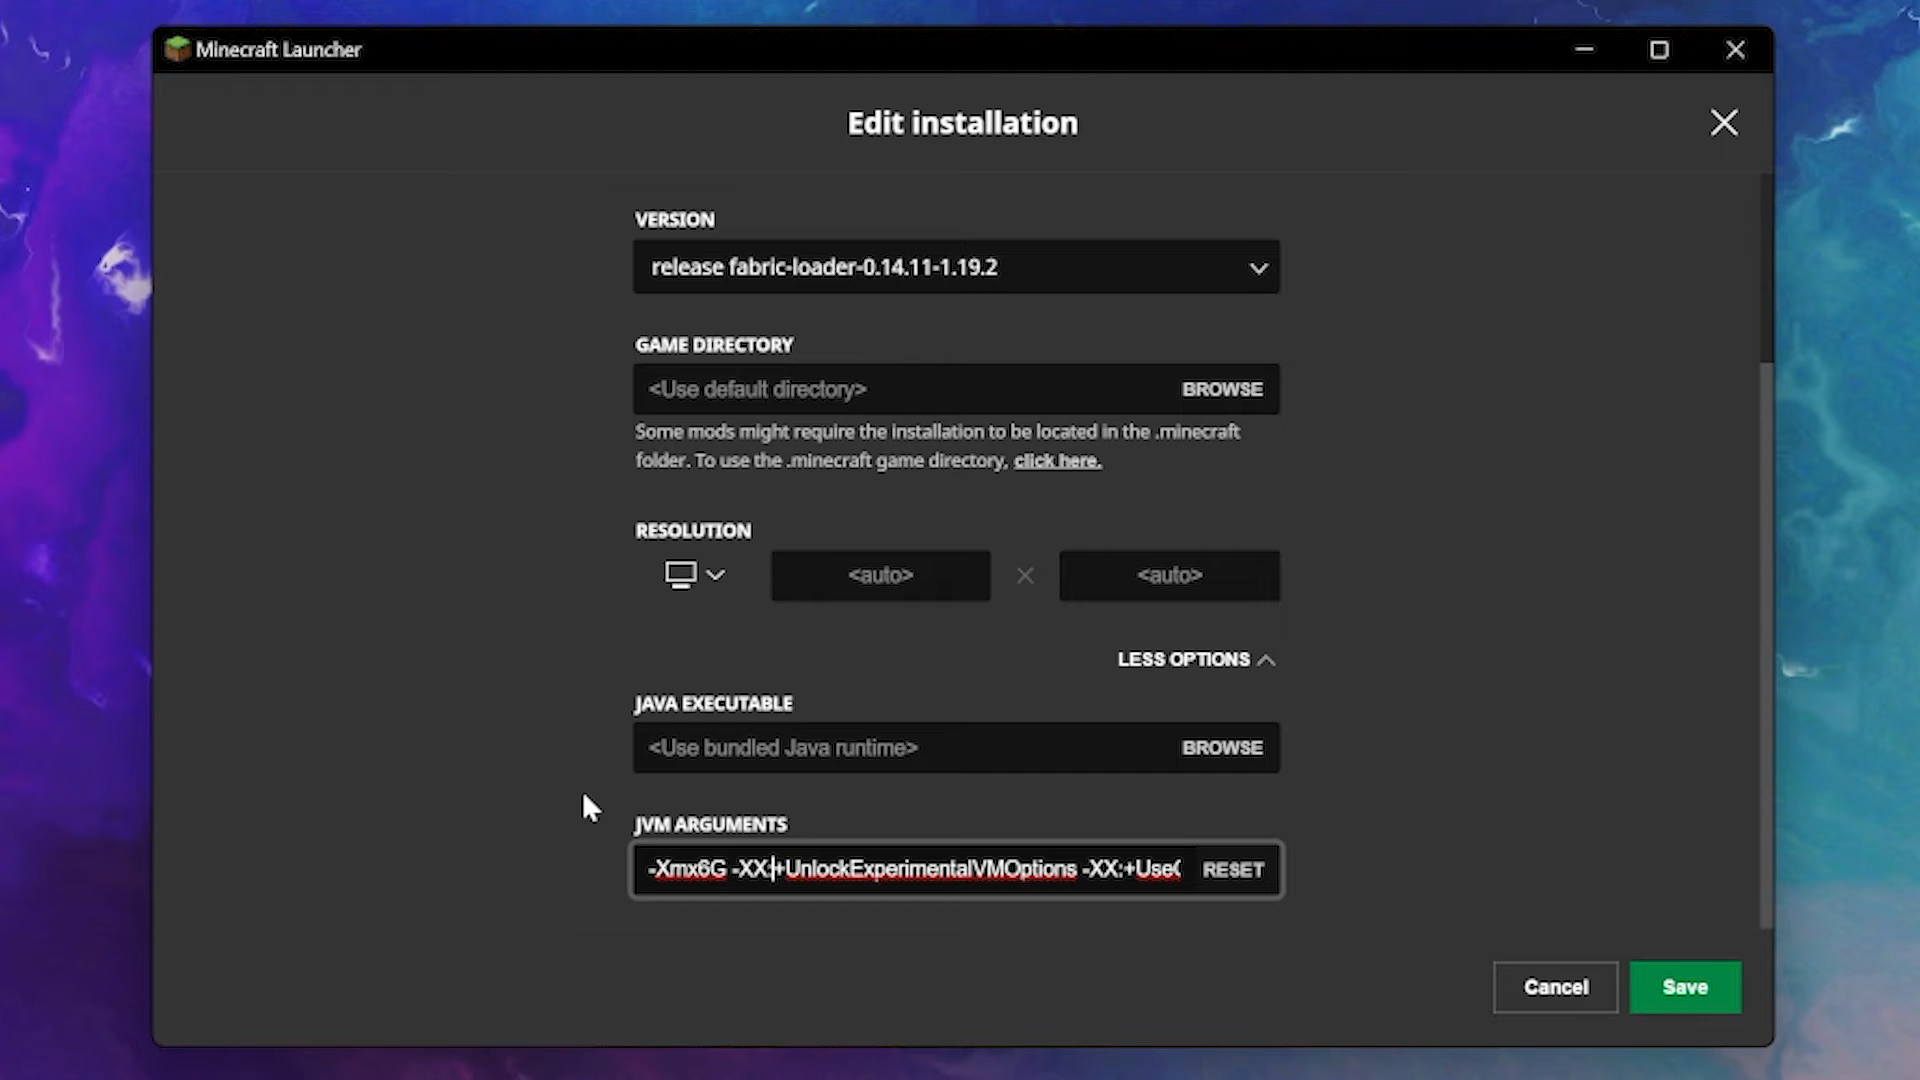 Minecraft Launcher
Edit installation
VERSION
release fabric-loader-0.14.11-1.19.2
GAME DIRECTORY
<Use default directory> BROWSE
Some mods might require the installation to be located in the .minecraft
folder. To use the .minecraft game directory, click here.
RESOLUTION
<auto> <auto>
LESS OPTIONS
JAVA EXECUTABLE
<Use bundled Java runtime> BROWSE
JVM ARGUMENTS
-Xmx6G -XX:+UnlockExperimentalVMOptions -XX:+Use RESET
Cancel Save